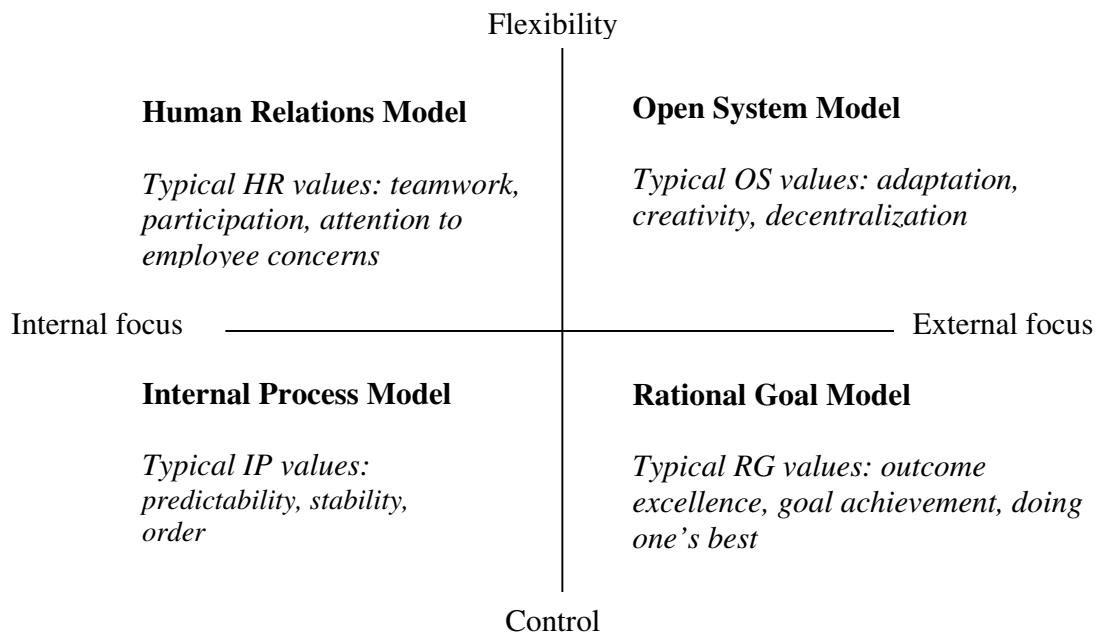 Flexibility
Human Relations Model
Typical HR values: teamwork,
participation, attention to
employee concerns
Open System Model
Typical OS values: adaptation,
creativity, decentralization
Internal focus
External focus
Internal Process Model
Typical IP values:
predictability, stability,
order
Rational Goal Model
Typical RG values: outcome
excellence, goal achievement, doing
one's best
Control